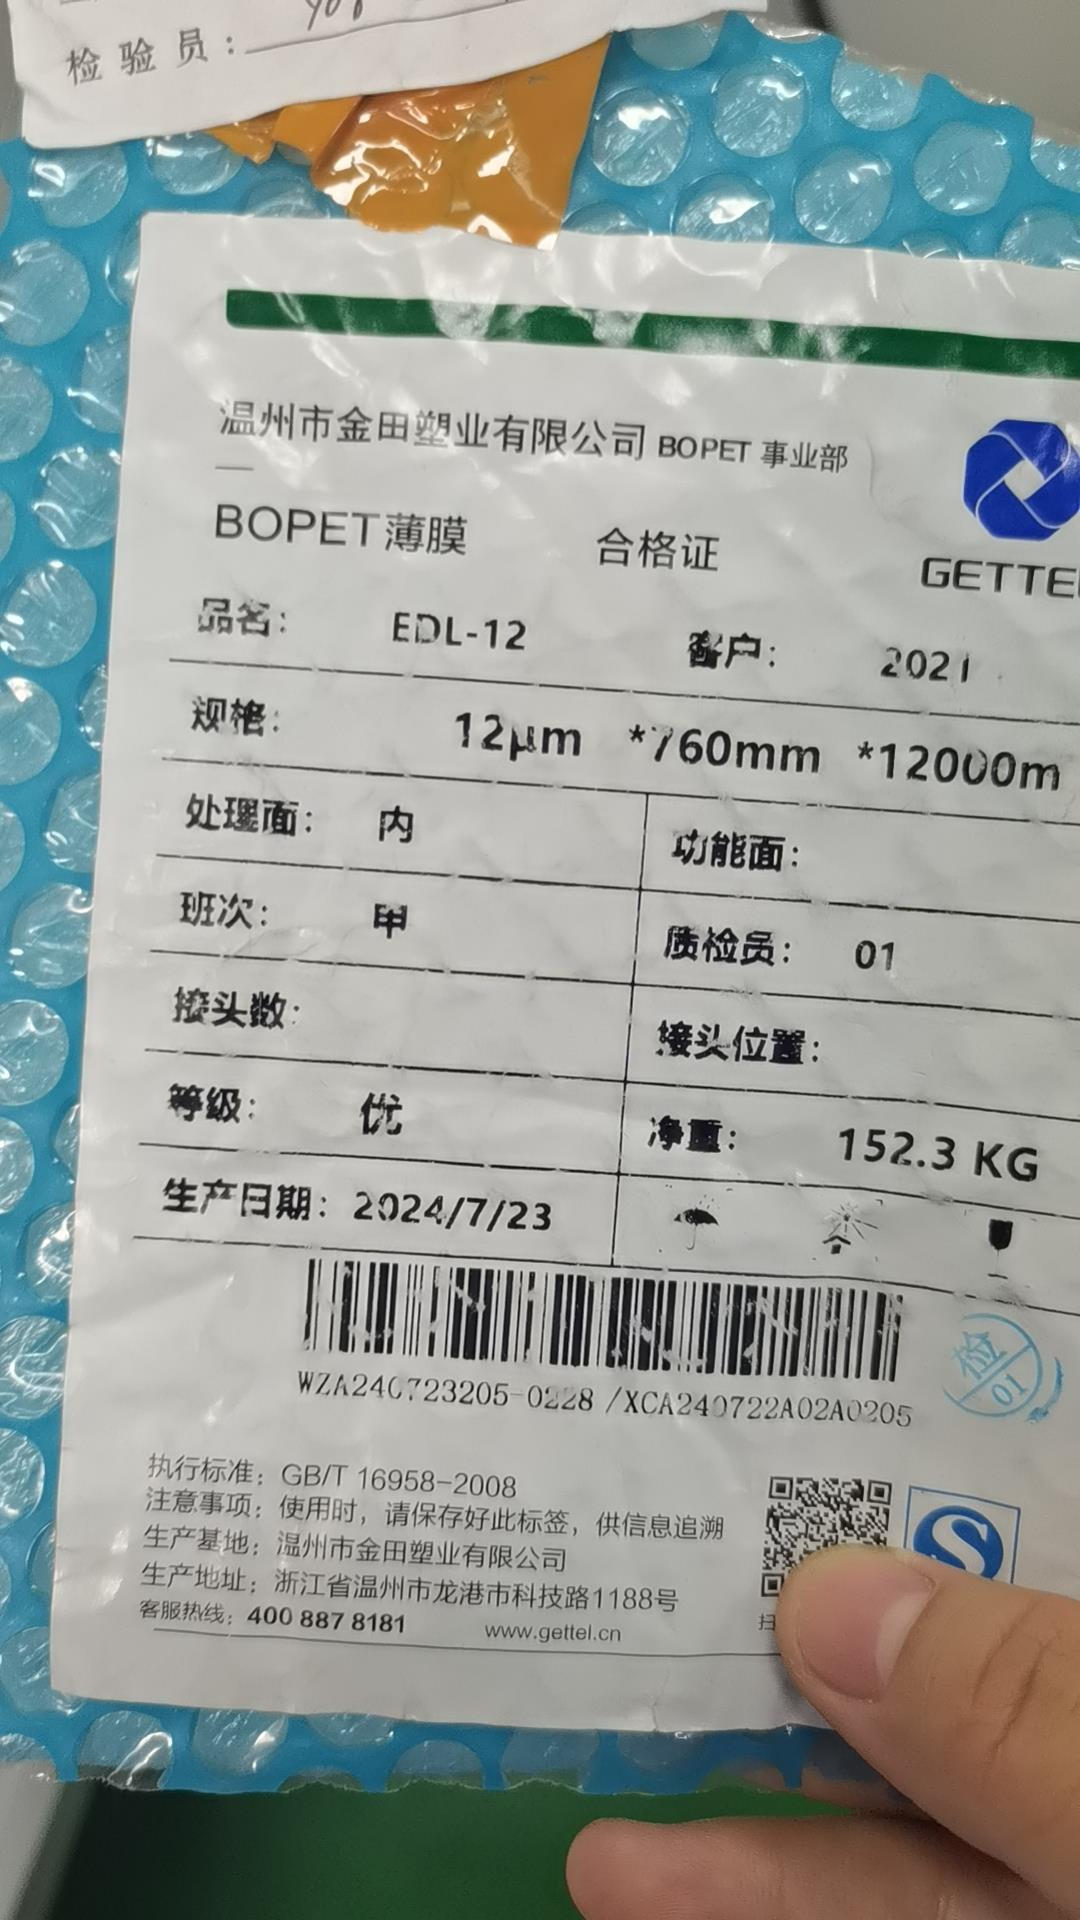 检验员：
温州市金田塑业有限公司 BOPET 事业部
BOPET薄膜 合格证
GETTEL
品名： EDL-12 客户： 2021
规格： 12μm *760mm *12000m
处理面： 内 功能面：
班次： 甲 质检员： 01
接头数： 接头位置：
等级： 优 净重： 152.3 KG
生产日期： 2024/7/23
WZA240723205-0228 /XCA240722A02A0205
检
01
执行标准：GB/T 16958-2008
注意事项：使用时，请保存好此标签，供信息追溯
生产基地：温州市金田塑业有限公司
生产地址：浙江省温州市龙港市科技路1188号
客服热线：400 887 8181 www.gettel.cn
扫